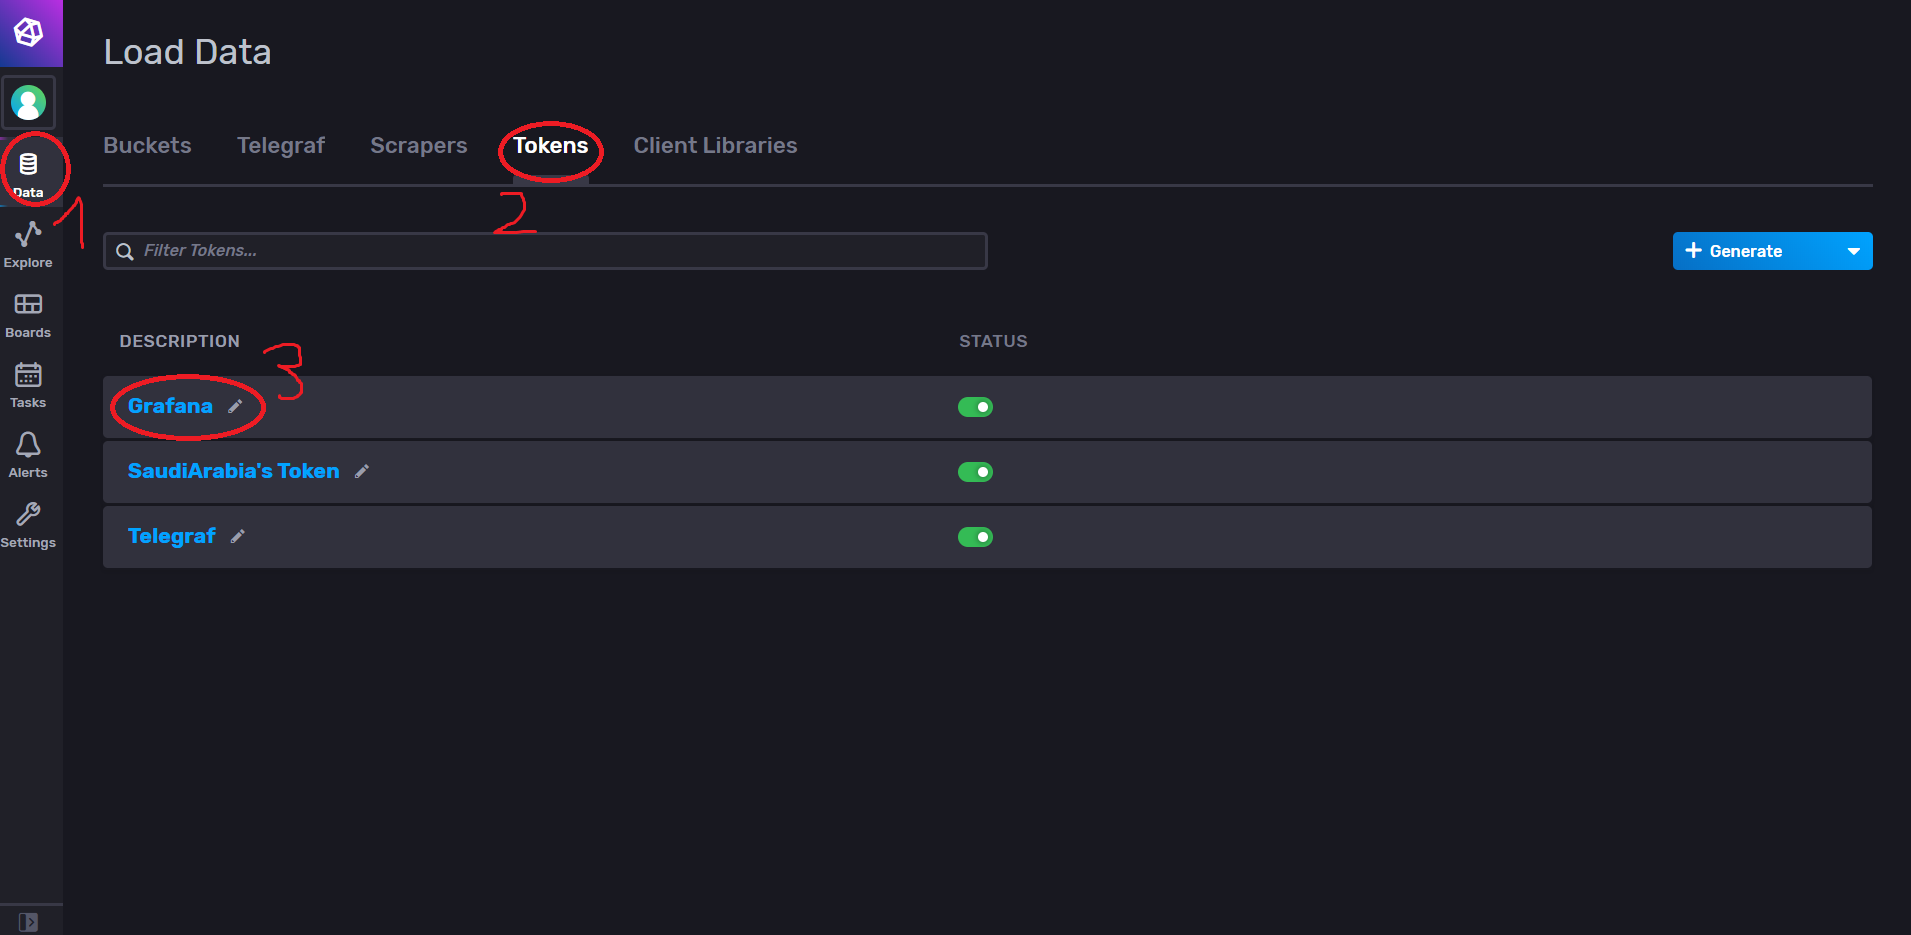 Load Data
Buckets Telegraf Scrapers Tokens Client Libraries
Data
1
2
Filter Tokens...
Generate
Explore
Boards
DESCRIPTION STATUS
3
Tasks
Grafana
Alerts
SaudiArabia's Token
Settings
Telegraf